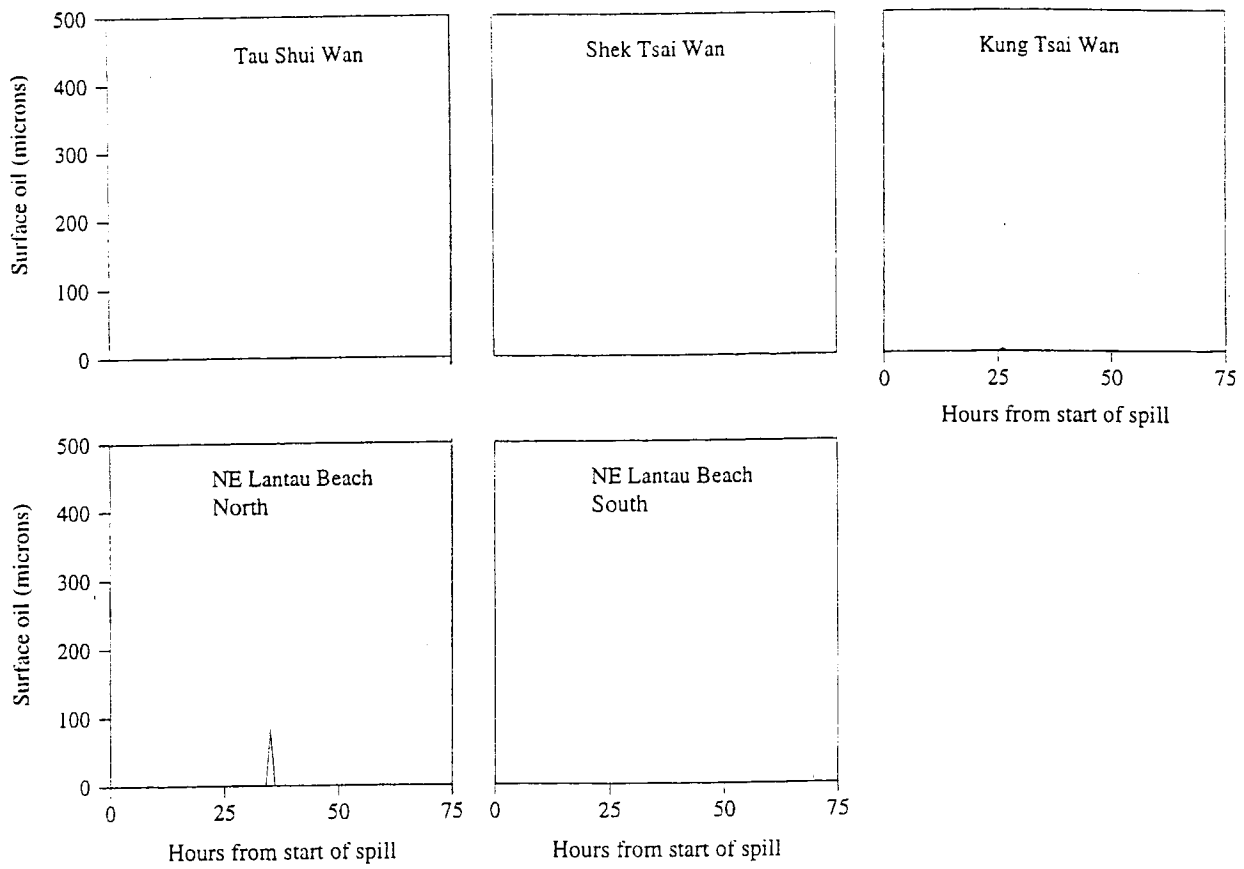 Surface oil (microns)
500
400
300
200
100
0
Tau Shui Wan
Shek Tsai Wan
Kung Tsai Wan
0
25
50
75
Hours from start of spill
Surface oil (microns)
500
400
300
200
100
0
NE Lantau Beach
North
NE Lantau Beach
South
0
25
50
75
0
25
50
75
Hours from start of spill
Hours from start of spill